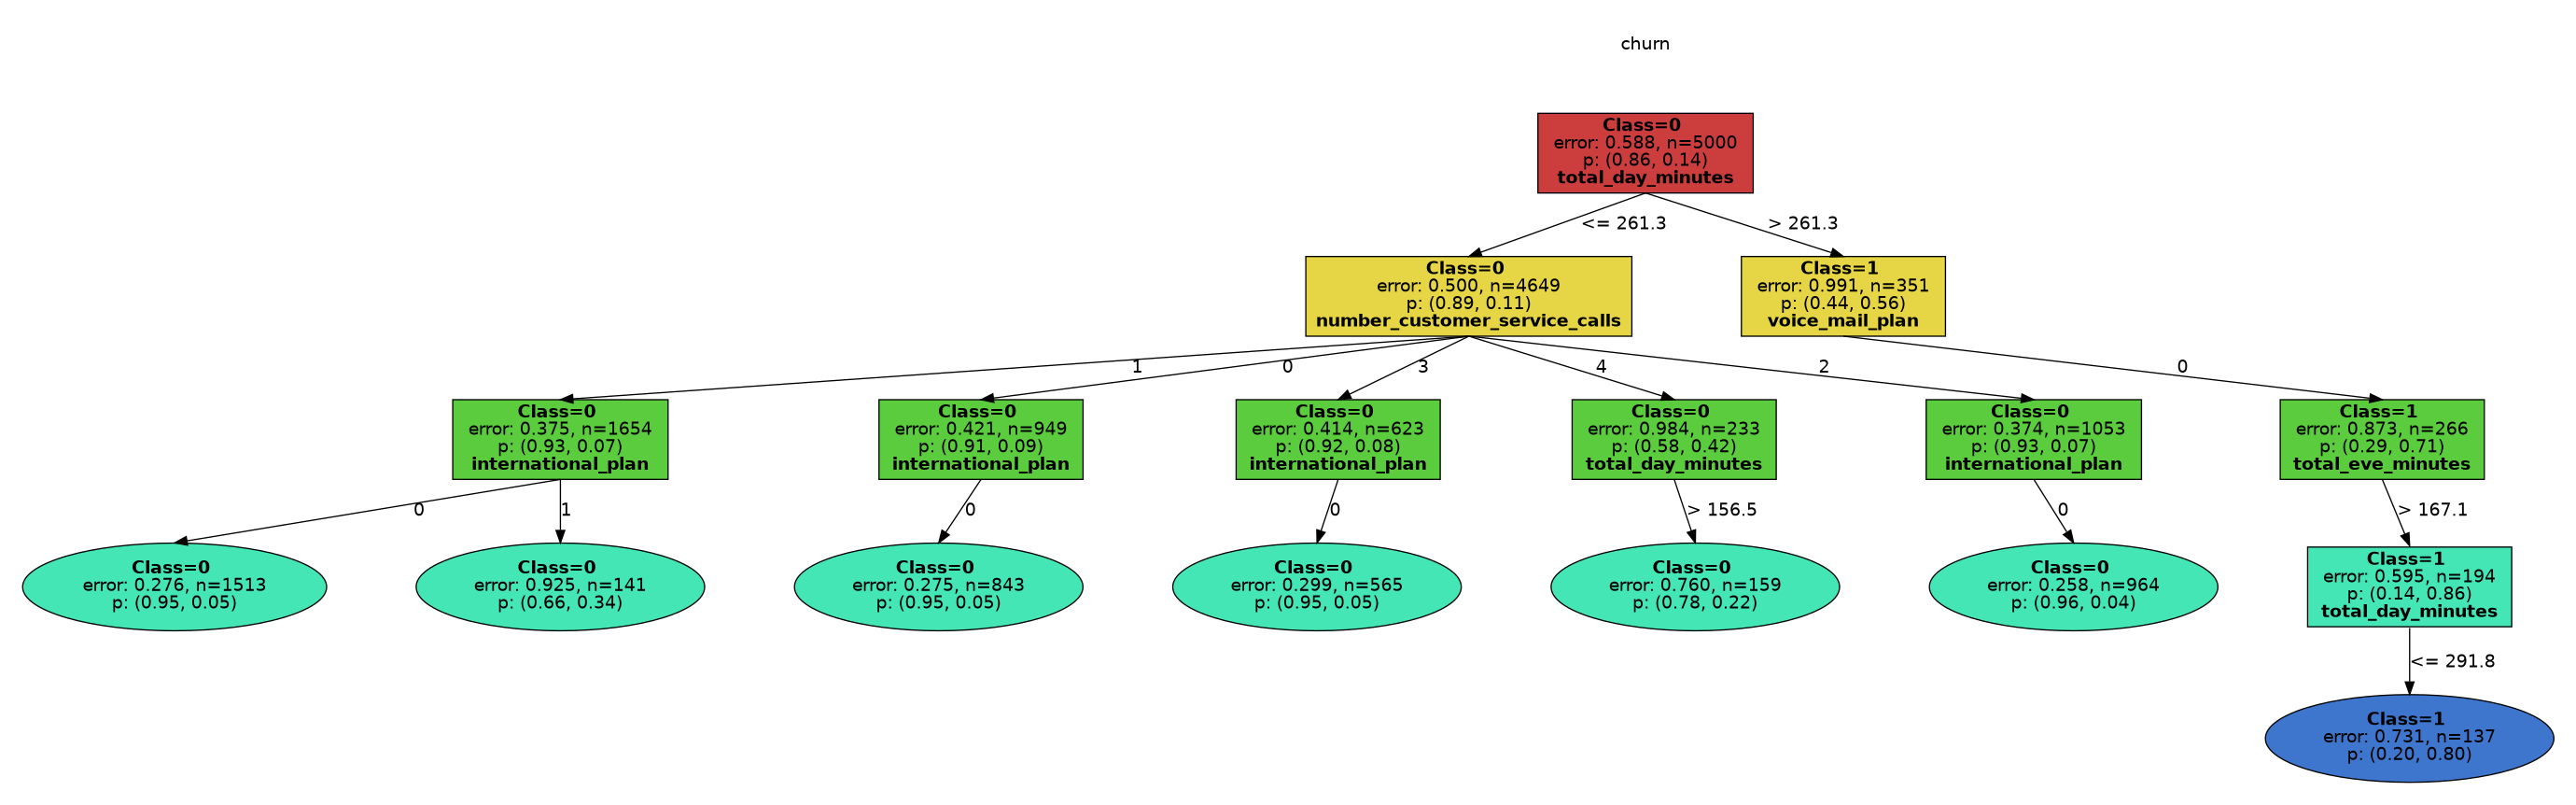 churn
Class=0
error: 0.588, n=5000
p: (0.86, 0.14)
total_day_minutes
<= 261.3
> 261.3
Class=0
error: 0.500, n=4649
p: (0.89, 0.11)
number_customer_service_calls
Class=1
error: 0.991, n=351
p: (0.44, 0.56)
voice_mail_plan
1
0
3
4
2
0
Class=0
error: 0.375, n=1654
p: (0.93, 0.07)
international_plan
Class=0
error: 0.421, n=949
p: (0.91, 0.09)
international_plan
Class=0
error: 0.414, n=623
p: (0.92, 0.08)
international_plan
Class=0
error: 0.984, n=233
p: (0.58, 0.42)
total_day_minutes
Class=0
error: 0.374, n=1053
p: (0.93, 0.07)
international_plan
Class=1
error: 0.873, n=266
p: (0.29, 0.71)
total_eve_minutes
0
1
0
0
> 156.5
0
> 167.1
Class=0
error: 0.276, n=1513
p: (0.95, 0.05)
Class=0
error: 0.925, n=141
p: (0.66, 0.34)
Class=0
error: 0.275, n=843
p: (0.95, 0.05)
Class=0
error: 0.299, n=565
p: (0.95, 0.05)
Class=0
error: 0.760, n=159
p: (0.78, 0.22)
Class=0
error: 0.258, n=964
p: (0.96, 0.04)
Class=1
error: 0.595, n=194
p: (0.14, 0.86)
total_day_minutes
<= 291.8
Class=1
error: 0.731, n=137
p: (0.20, 0.80)